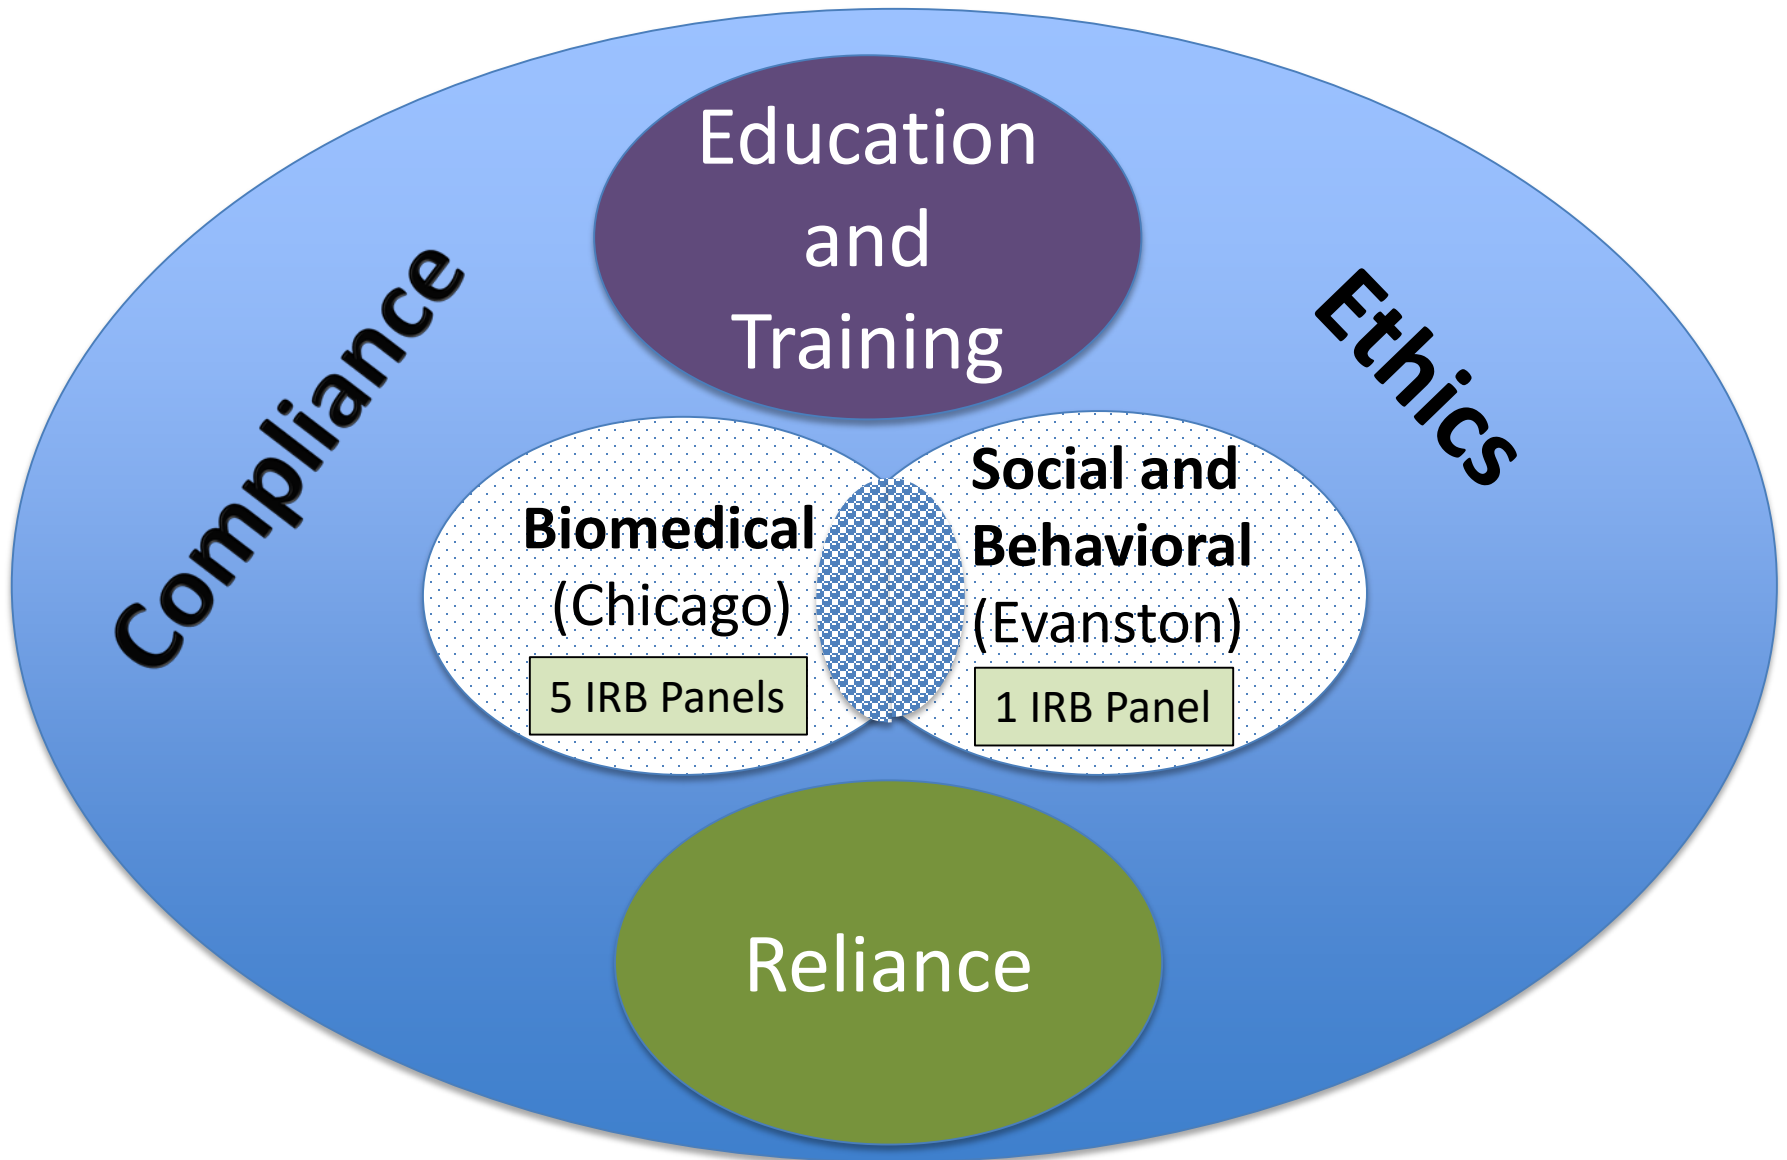 Education
and
Training
Compliance
Ethics
Biomedical
(Chicago)
5 IRB Panels
Social and
Behavioral
(Evanston)
1 IRB Panel
Reliance